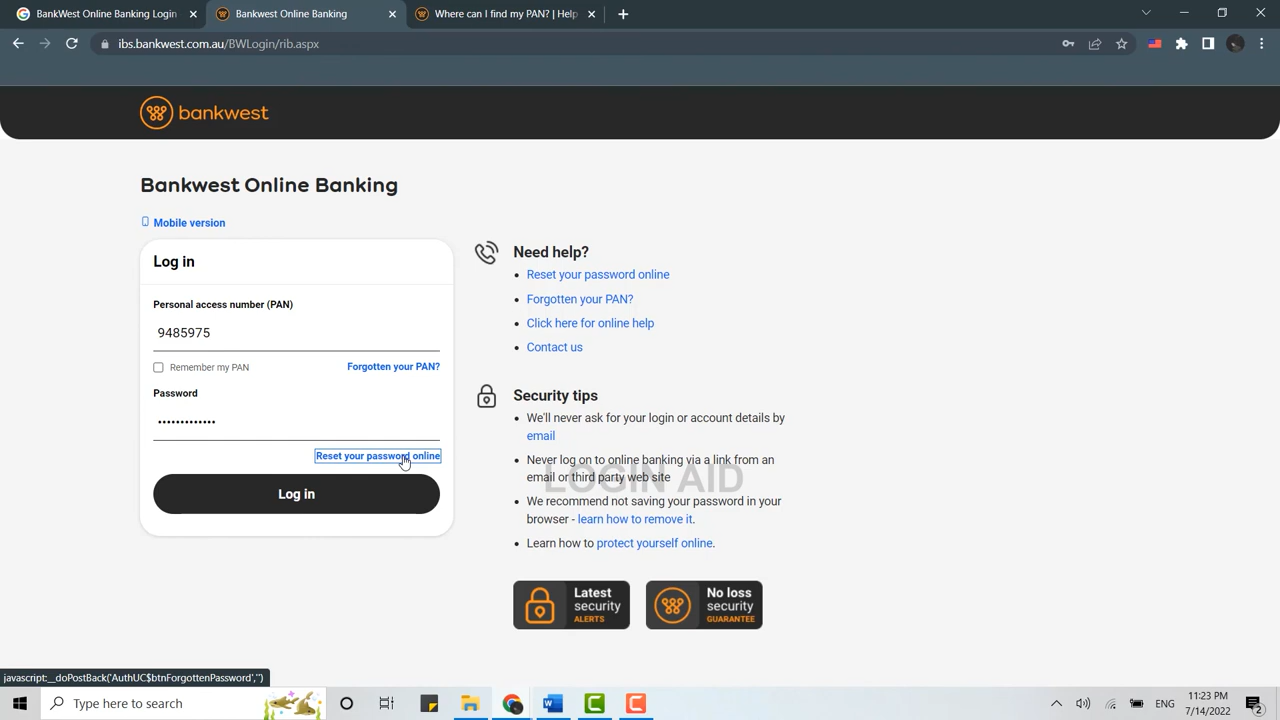 BankWest Online Banking Login
Bankwest Online Banking
Where can I find my PAN? | Help
ibs.bankwest.com.au/BWLogin/rib.aspx
bankwest
Bankwest Online Banking
Mobile version
Log in
Personal access number (PAN)
9485975
Remember my PAN
Forgotten your PAN?
Password
•••••••••••••
Reset your password online
Log in
Need help?
• Reset your password online
• Forgotten your PAN?
• Click here for online help
• Contact us
Security tips
• We'll never ask for your login or account details by
email
• Never log on to online banking via a link from an
email or third party web site
LOGIN AID
• We recommend not saving your password in your
browser - learn how to remove it.
• Learn how to protect yourself online.
Latest
security
ALERTS
No loss
security
GUARANTEE
javascript:__doPostBack('AuthUC$btnForgottenPassword','')
Type here to search
ENG
11:23 PM
7/14/2022
2